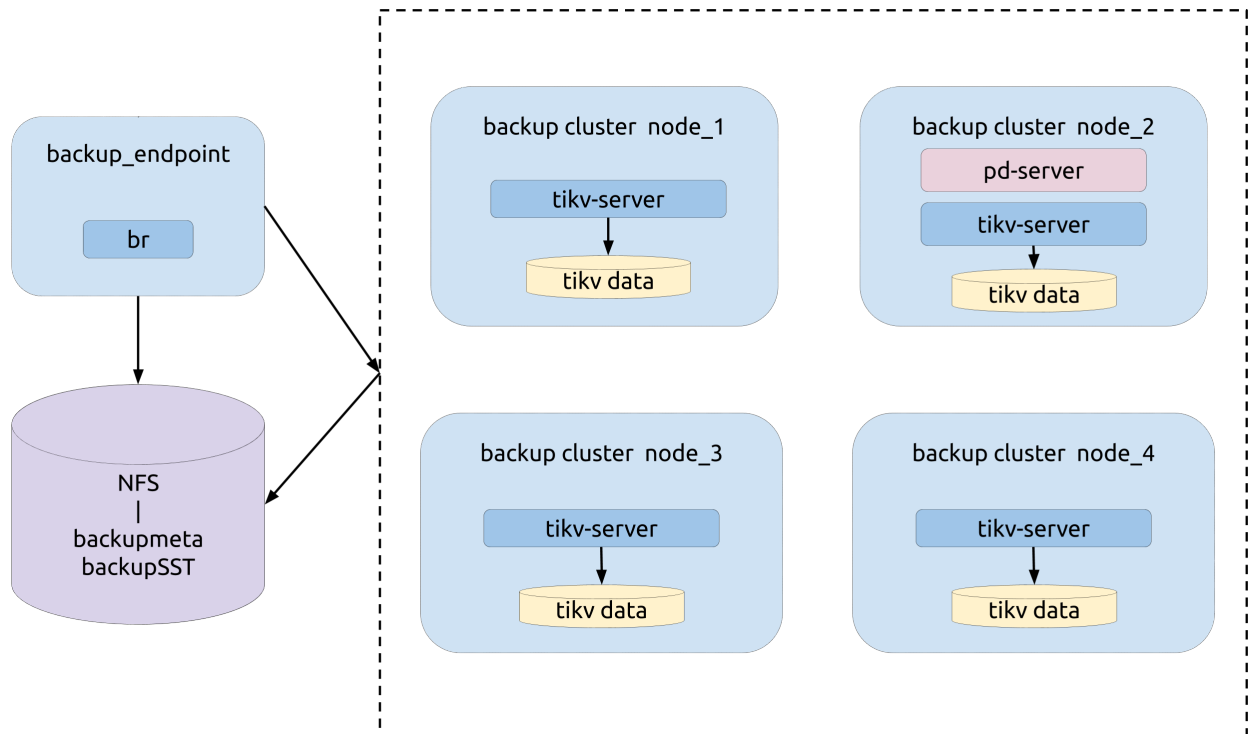 backup_endpoint
br
NFS
|
backupmeta
backupSST
backup cluster node_1
tikv-server
tikv data
backup cluster node_2
pd-server
tikv-server
tikv data
backup cluster node_3
tikv-server
tikv data
backup cluster node_4
tikv-server
tikv data